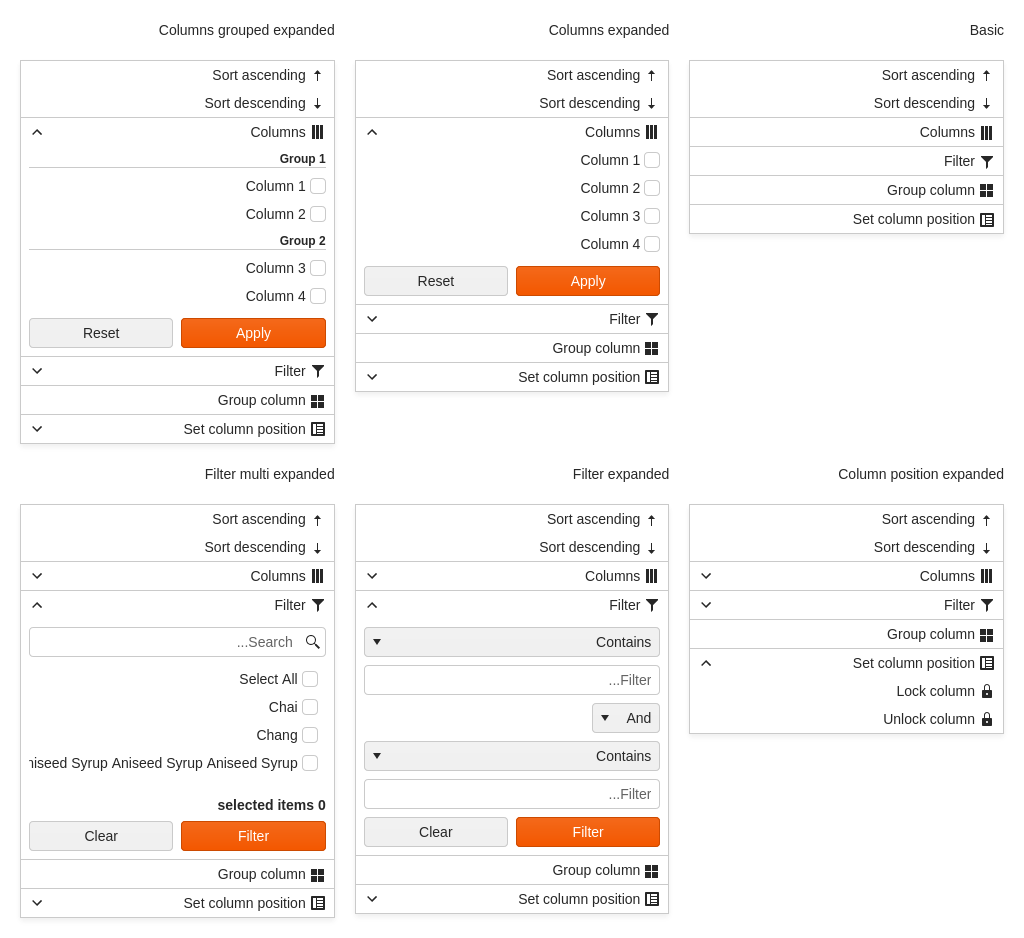 Basic
Sort ascending
Sort descending
Columns
Filter
Group column
Set column position
Columns expanded
Sort ascending
Sort descending
Columns
Column 1
Column 2
Column 3
Column 4
Reset Apply
Filter
Group column
Set column position
Columns grouped expanded
Sort ascending
Sort descending
Columns
Group 1
Column 1
Column 2
Group 2
Column 3
Column 4
Reset Apply
Filter
Group column
Set column position
Column position expanded
Sort ascending
Sort descending
Columns
Filter
Group column
Set column position
Lock column
Unlock column
Filter expanded
Sort ascending
Sort descending
Columns
Filter
Contains
...Filter
And
Contains
...Filter
Clear Filter
Group column
Set column position
Filter multi expanded
Sort ascending
Sort descending
Columns
Filter
...Search
Select All
Chai
Chang
niseed Syrup Aniseed Syrup Aniseed Syrup
selected items 0
Clear Filter
Group column
Set column position